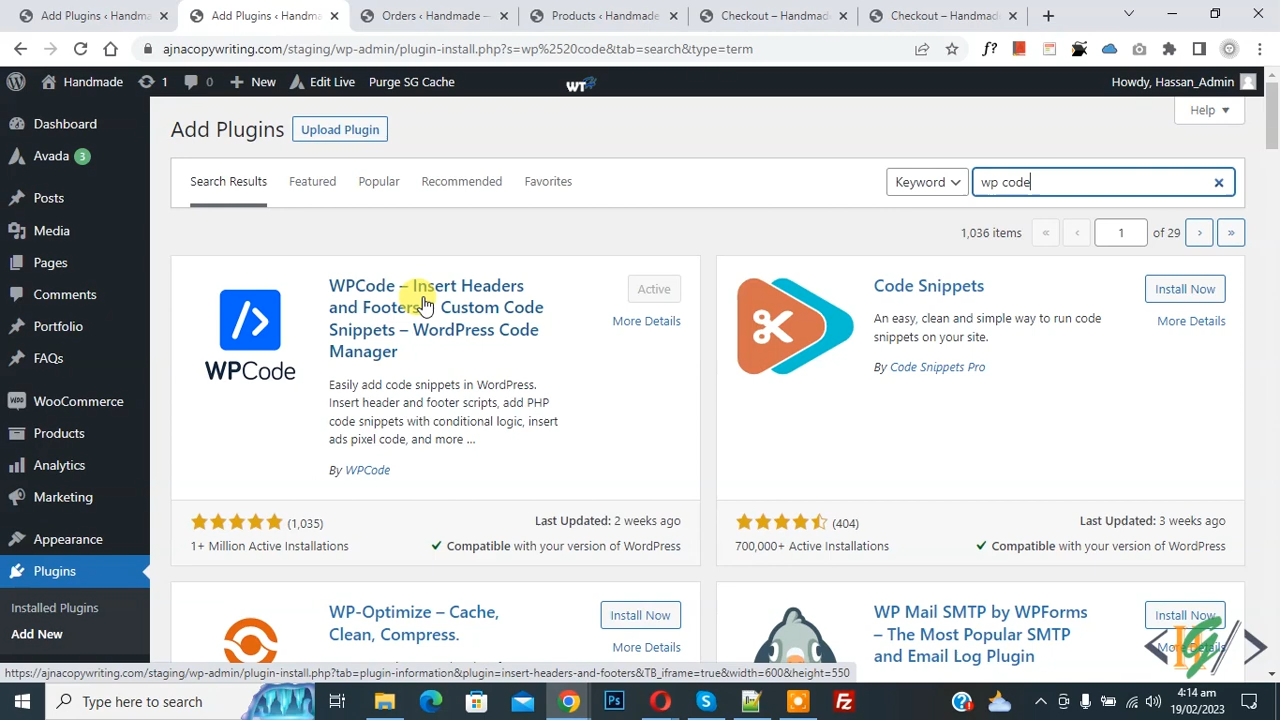 Add Plugins ‹ Handma
Add Plugins ‹ Handma
Orders ‹ Handmade —
Products ‹ Handmade
Checkout – Handmade
Checkout – Handmade
ajnacopywriting.com/staging/wp-admin/plugin-install.php?s=wp%2520code&tab=search&type=term
Handmade 1 0 New Edit Live Purge SG Cache
WT
Howdy, Hassan_Admin
Dashboard
Avada 3
Posts
Media
Pages
Comments
Portfolio
FAQs
WooCommerce
Products
Analytics
Marketing
Appearance
Plugins
Installed Plugins
Add New
Help
Add Plugins Upload Plugin
Search Results Featured Popular Recommended Favorites
Keyword wp code
1,036 items « ‹ 1 of 29 › »
WPCode
WPCode – Insert Headers
and Footers Custom Code
Snippets – WordPress Code
Manager
Active
More Details
Easily add code snippets in WordPress.
Insert header and footer scripts, add PHP
code snippets with conditional logic, insert
ads pixel code, and more ...
By WPCode
(1,035)
Last Updated: 2 weeks ago
1+ Million Active Installations
Compatible with your version of WordPress
Code Snippets
Install Now
More Details
An easy, clean and simple way to run code
snippets on your site.
By Code Snippets Pro
(404)
Last Updated: 3 weeks ago
700,000+ Active Installations
Compatible with your version of WordPress
WP-Optimize – Cache,
Clean, Compress.
Install Now
More Details
WP Mail SMTP by WPForms
– The Most Popular SMTP
and Email Log Plugin
Install Now
More Details
https://ajnacopywriting.com/staging/wp-admin/plugin-install.php?tab=plugin-information&plugin=insert-headers-and-footers&TB_iframe=true&width=600&height=550
Type here to search
4:14 am
19/02/2023